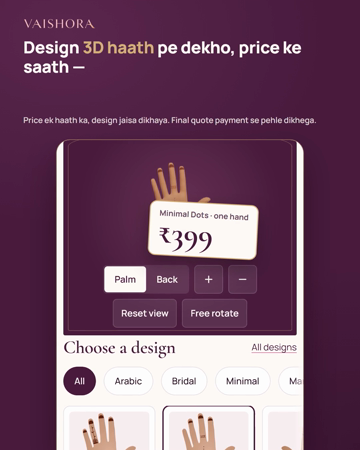 VAISHORA
Design 3D haath pe dekho, price ke
saath —
Price ek haath ka, design jaisa dikhaya. Final quote payment se pehle dikhega.
Minimal Dots · one hand
₹399
Palm Back + −
Reset view Free rotate
Choose a design All designs
All Arabic Bridal Minimal